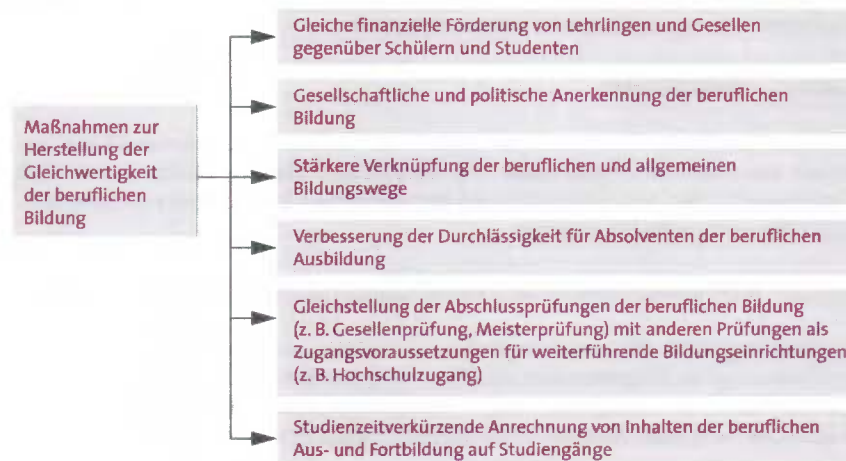 Maßnahmen zur
Herstellung der
Gleichwertigkeit
der beruflichen
Bildung
Gleiche finanzielle Förderung von Lehrlingen und Gesellen
gegenüber Schülern und Studenten
Gesellschaftliche und politische Anerkennung der beruflichen
Bildung
Stärkere Verknüpfung der beruflichen und allgemeinen
Bildungswege
Verbesserung der Durchlässigkeit für Absolventen der beruflichen
Ausbildung
Gleichstellung der Abschlussprüfungen der beruflichen Bildung
(z. B. Gesellenprüfung, Meisterprüfung) mit anderen Prüfungen als
Zugangsvoraussetzungen für weiterführende Bildungseinrichtungen
(z. B. Hochschulzugang)
Studienzeitverkürzende Anrechnung von Inhalten der beruflichen
Aus- und Fortbildung auf Studiengänge